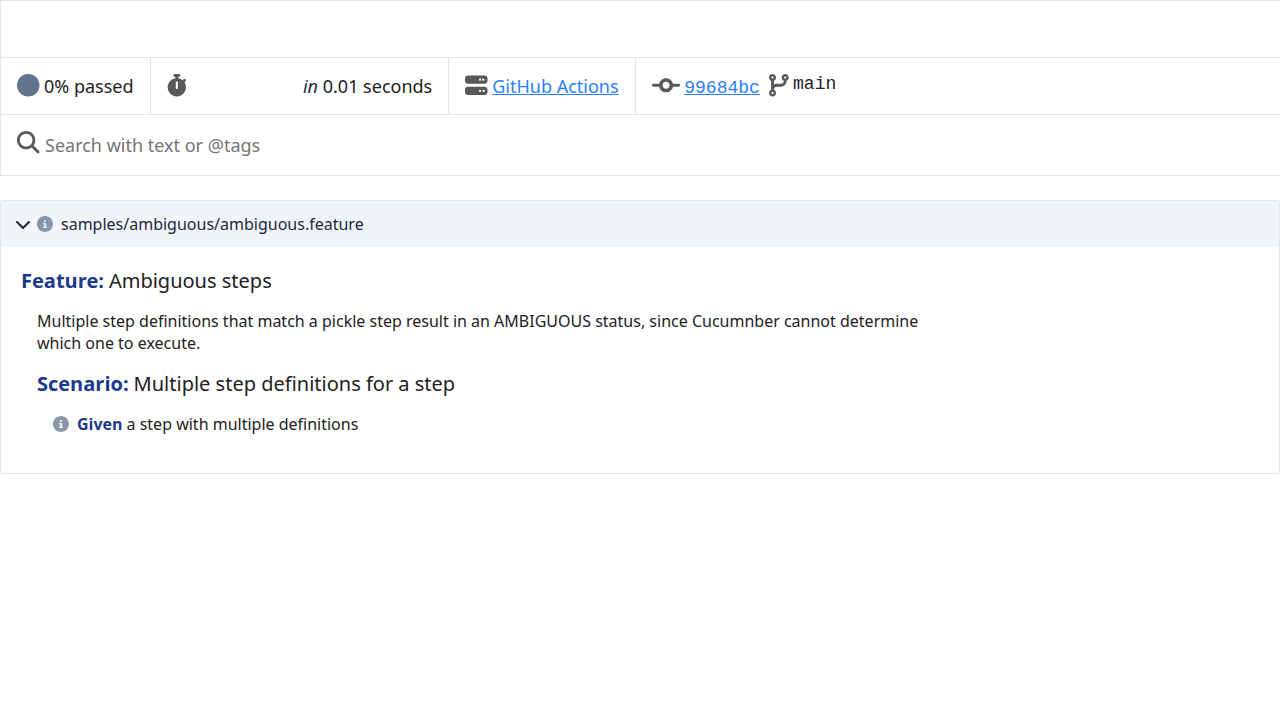 0% passed in 0.01 seconds GitHub Actions 99684bc main
Search with text or @tags
samples/ambiguous/ambiguous.feature
Feature: Ambiguous steps
Multiple step definitions that match a pickle step result in an AMBIGUOUS status, since Cucumnber cannot determine
which one to execute.
Scenario: Multiple step definitions for a step
Given a step with multiple definitions